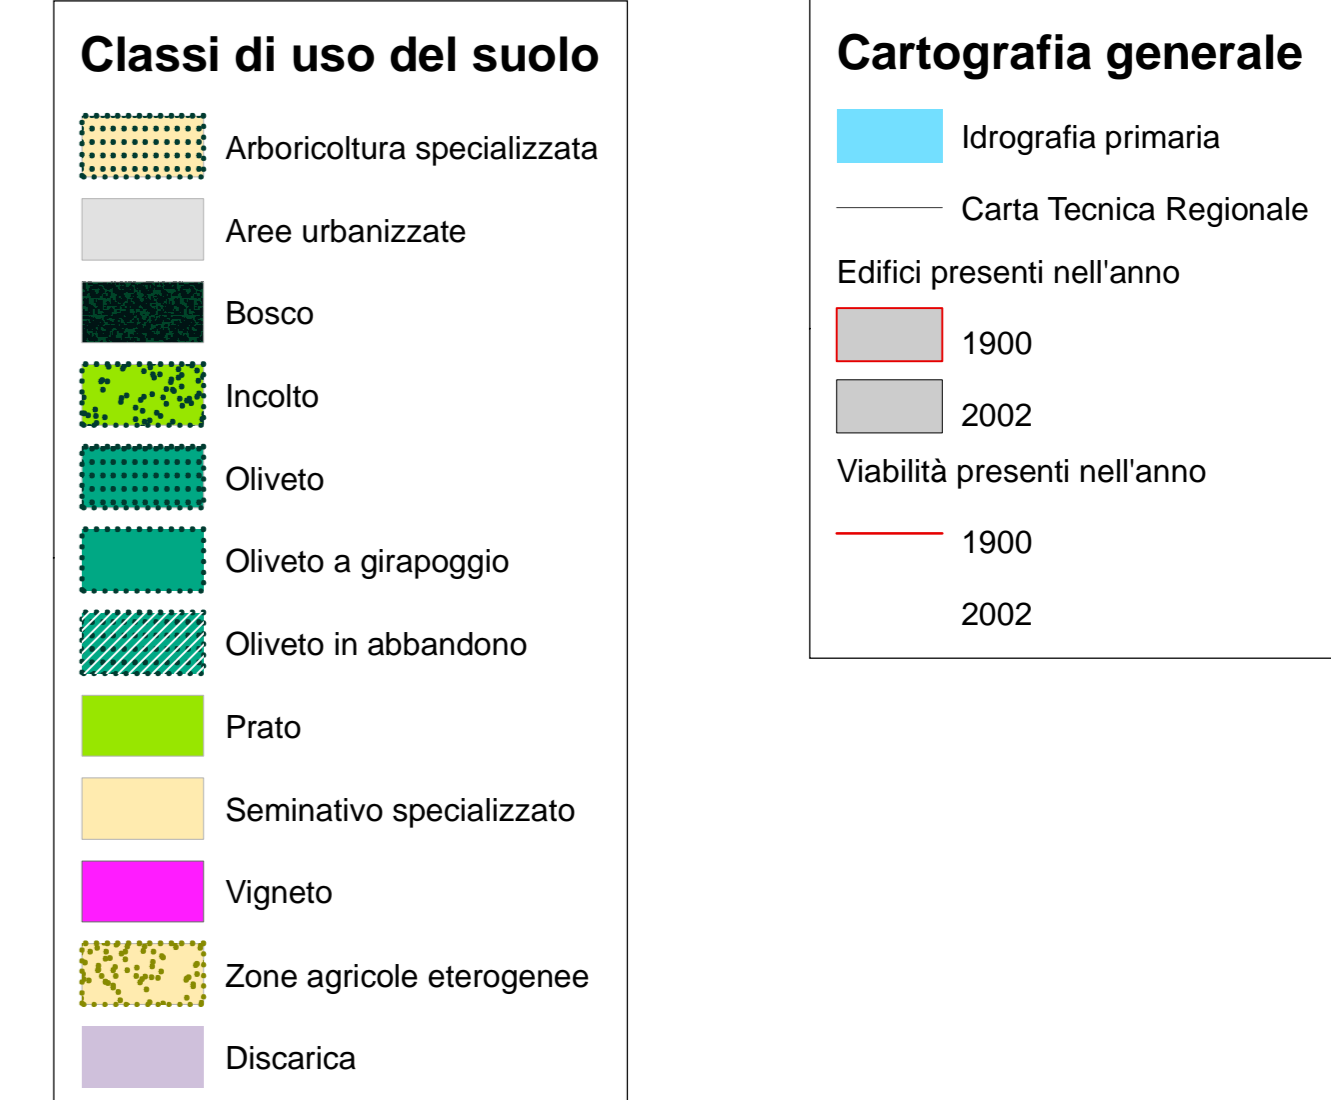 Classi di uso del suolo
Arboricoltura specializzata
Aree urbanizzate
Bosco
Incolto
Oliveto
Oliveto a girapoggio
Oliveto in abbandono
Prato
Seminativo specializzato
Vigneto
Zone agricole eterogenee
Discarica
Cartografia generale
Idrografia primaria
Carta Tecnica Regionale
Edifici presenti nell'anno
1900
2002
Viabilità presenti nell'anno
1900
2002